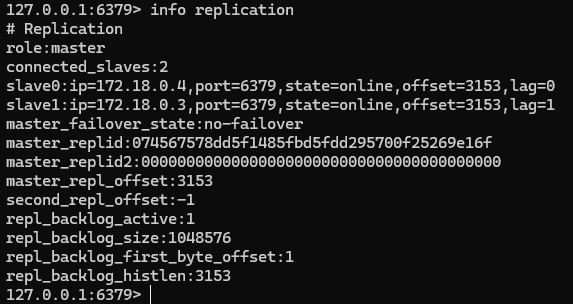 127.0.0.1:6379> info replication
# Replication
role:master
connected_slaves:2
slave0:ip=172.18.0.4,port=6379,state=online,offset=3153,lag=0
slave1:ip=172.18.0.3,port=6379,state=online,offset=3153,lag=1
master_failover_state:no-failover
master_replid:074567578dd5f1485fbd5fdd295700f25269e16f
master_replid2:0000000000000000000000000000000000000000
master_repl_offset:3153
second_repl_offset:-1
repl_backlog_active:1
repl_backlog_size:1048576
repl_backlog_first_byte_offset:1
repl_backlog_histlen:3153
127.0.0.1:6379>